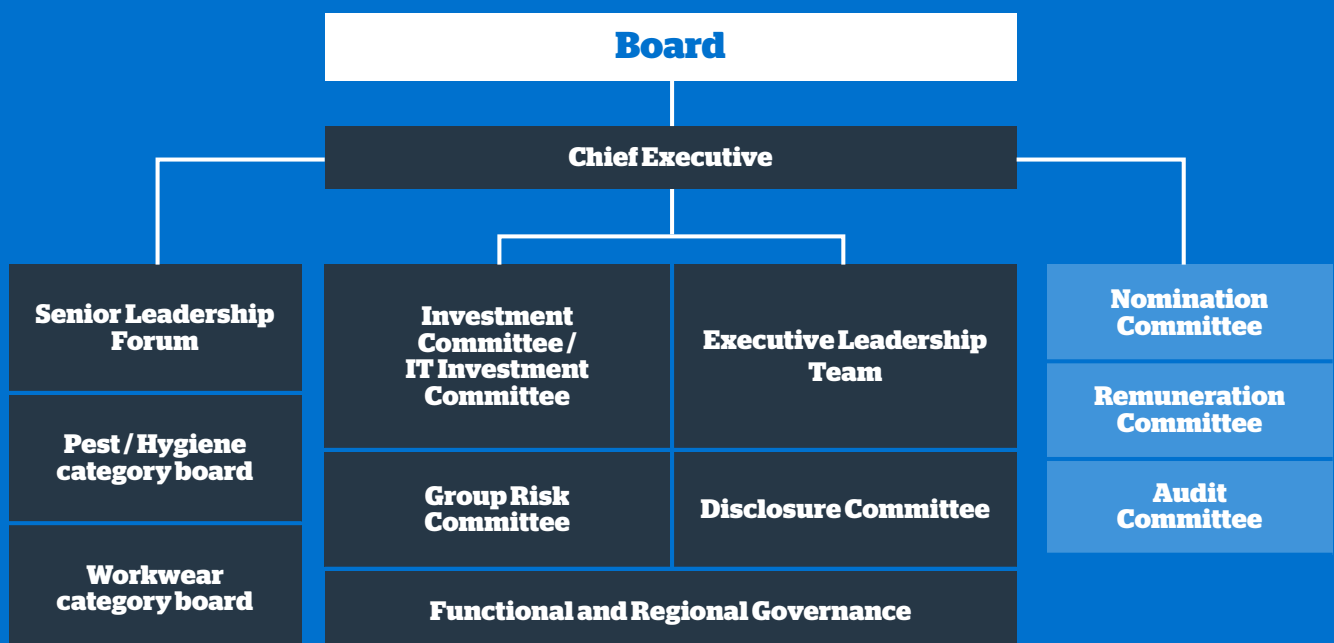 Board
Chief Executive
Senior Leadership
Forum
Pest / Hygiene
category board
Workwear
category board
Investment
Committee /
IT Investment
Committee
Executive Leadership
Team
Group Risk
Committee
Disclosure Committee
Functional and Regional Governance
Nomination
Committee
Remuneration
Committee
Audit
Committee